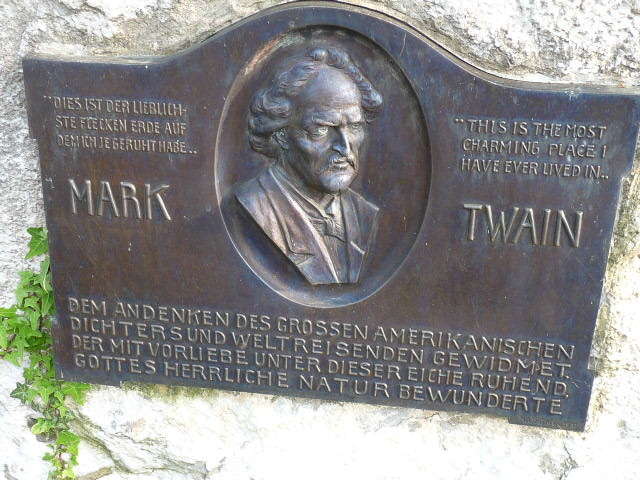 "DIES IST DER LIEBLICH-
STE FLECKEN ERDE AUF
DEM ICH JE GERUHT HABE..
"THIS IS THE MOST
CHARMING PLACE I
HAVE EVER LIVED IN..
MARK TWAIN
DEM ANDENKEN DES GROSSEN AMERIKANISCHEN
DICHTERS UND WELTREISENDEN GEWIDMET.
DER MIT VORLIEBE UNTER DIESER EICHE RUHEND,
GOTTES HERRLICHE NATUR BEWUNDERTE